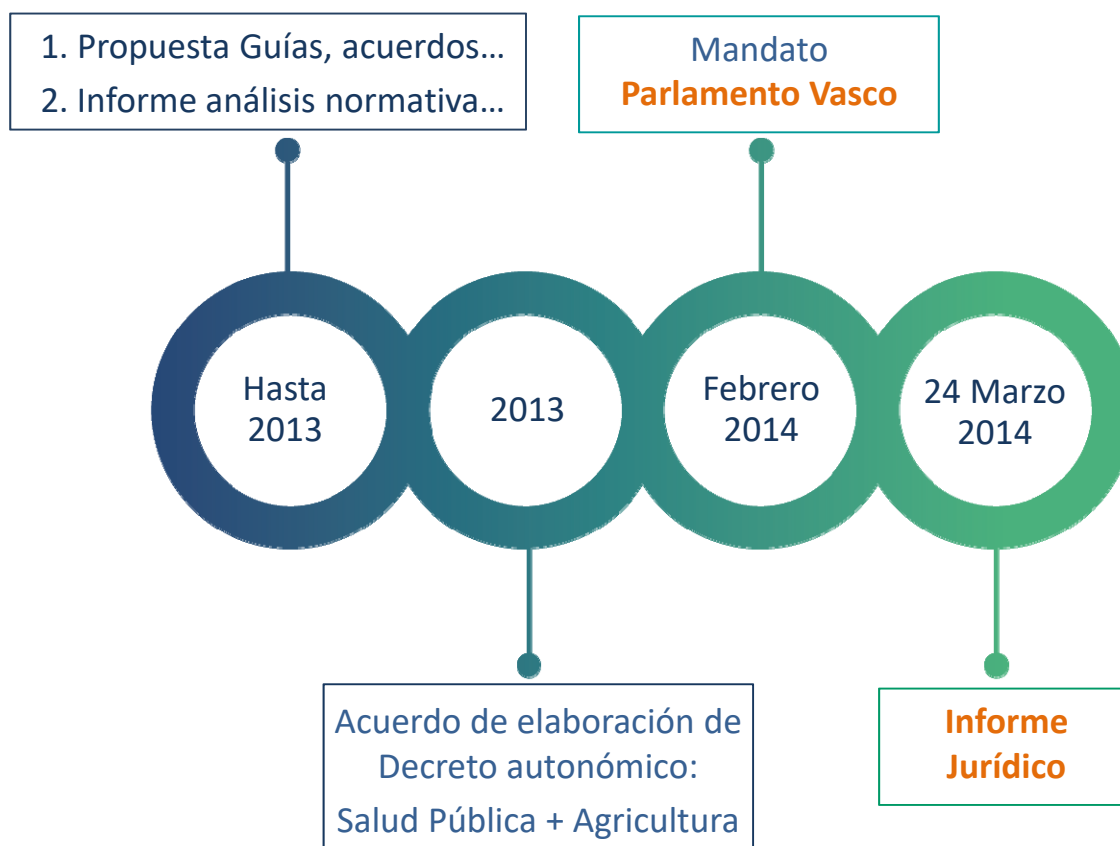 1. Propuesta Guías, acuerdos…
2. Informe análisis normativa…
Mandato
Parlamento Vasco
Hasta
2013
2013
Febrero
2014
24 Marzo
2014
Acuerdo de elaboración de
Decreto autonómico:
Salud Pública + Agricultura
Informe
Jurídico